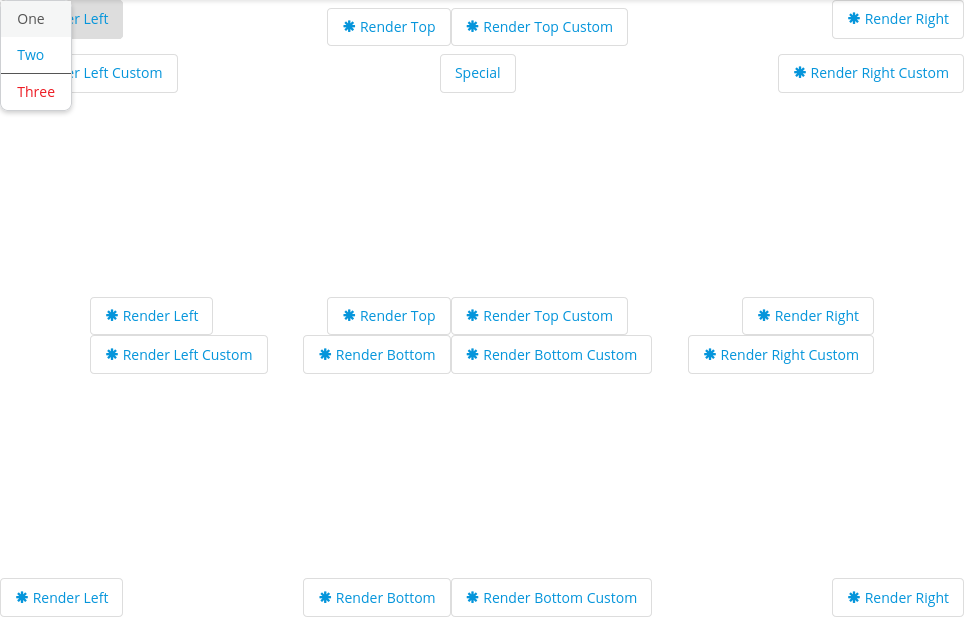 One
Two
Three
er Left
er Left Custom
Render Top
Render Top Custom
Special
Render Right
Render Right Custom
Render Left
Render Left Custom
Render Top
Render Top Custom
Render Bottom
Render Bottom Custom
Render Right
Render Right Custom
Render Left
Render Bottom
Render Bottom Custom
Render Right